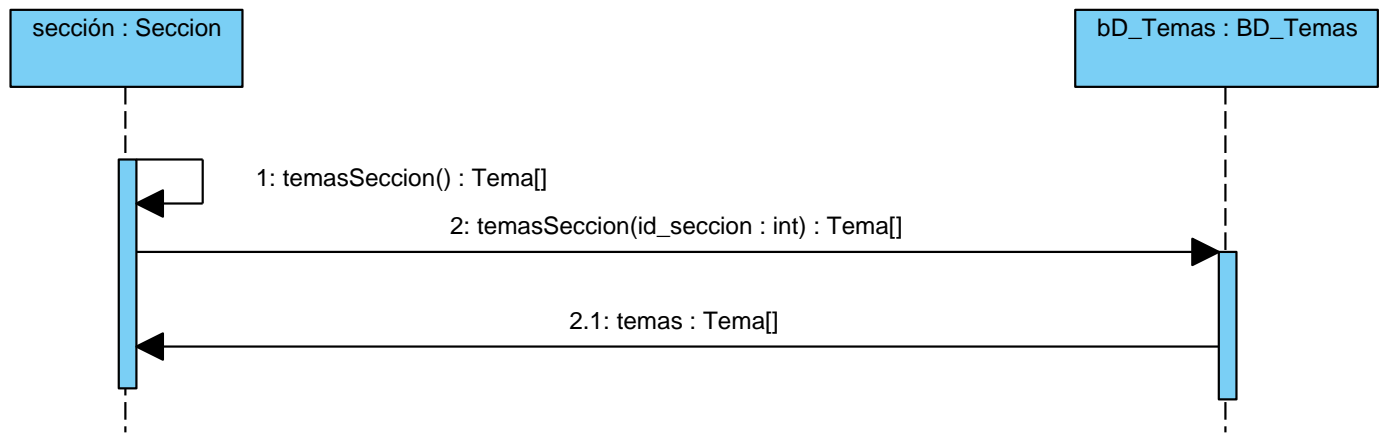 sección : Seccion
bD_Temas : BD_Temas
1: temasSeccion() : Tema[]
2: temasSeccion(id_seccion : int) : Tema[]
2.1: temas : Tema[]